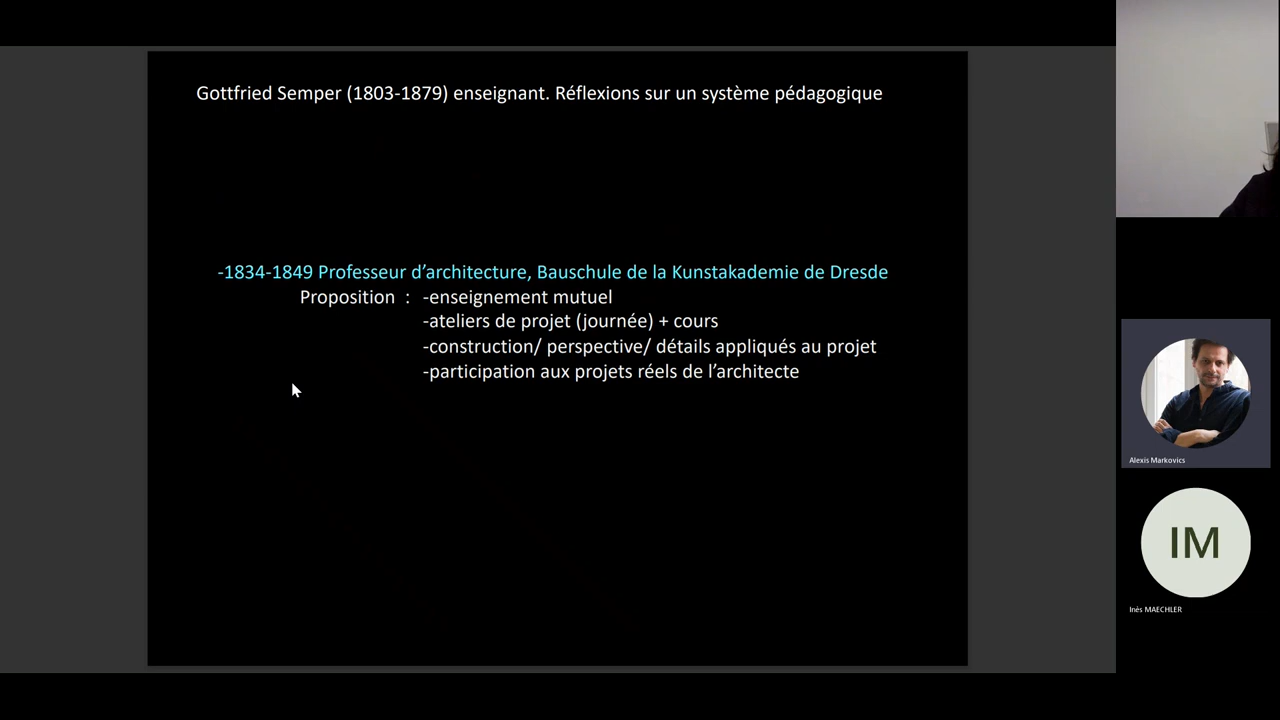 Gottfried Semper (1803-1879) enseignant. Réflexions sur un système pédagogique
-1834-1849 Professeur d’architecture, Bauschule de la Kunstakademie de Dresde
Proposition : -enseignement mutuel
-ateliers de projet (journée) + cours
-construction/ perspective/ détails appliqués au projet
-participation aux projets réels de l’architecte
Alexis Markovics
IM
Inès MAECHLER